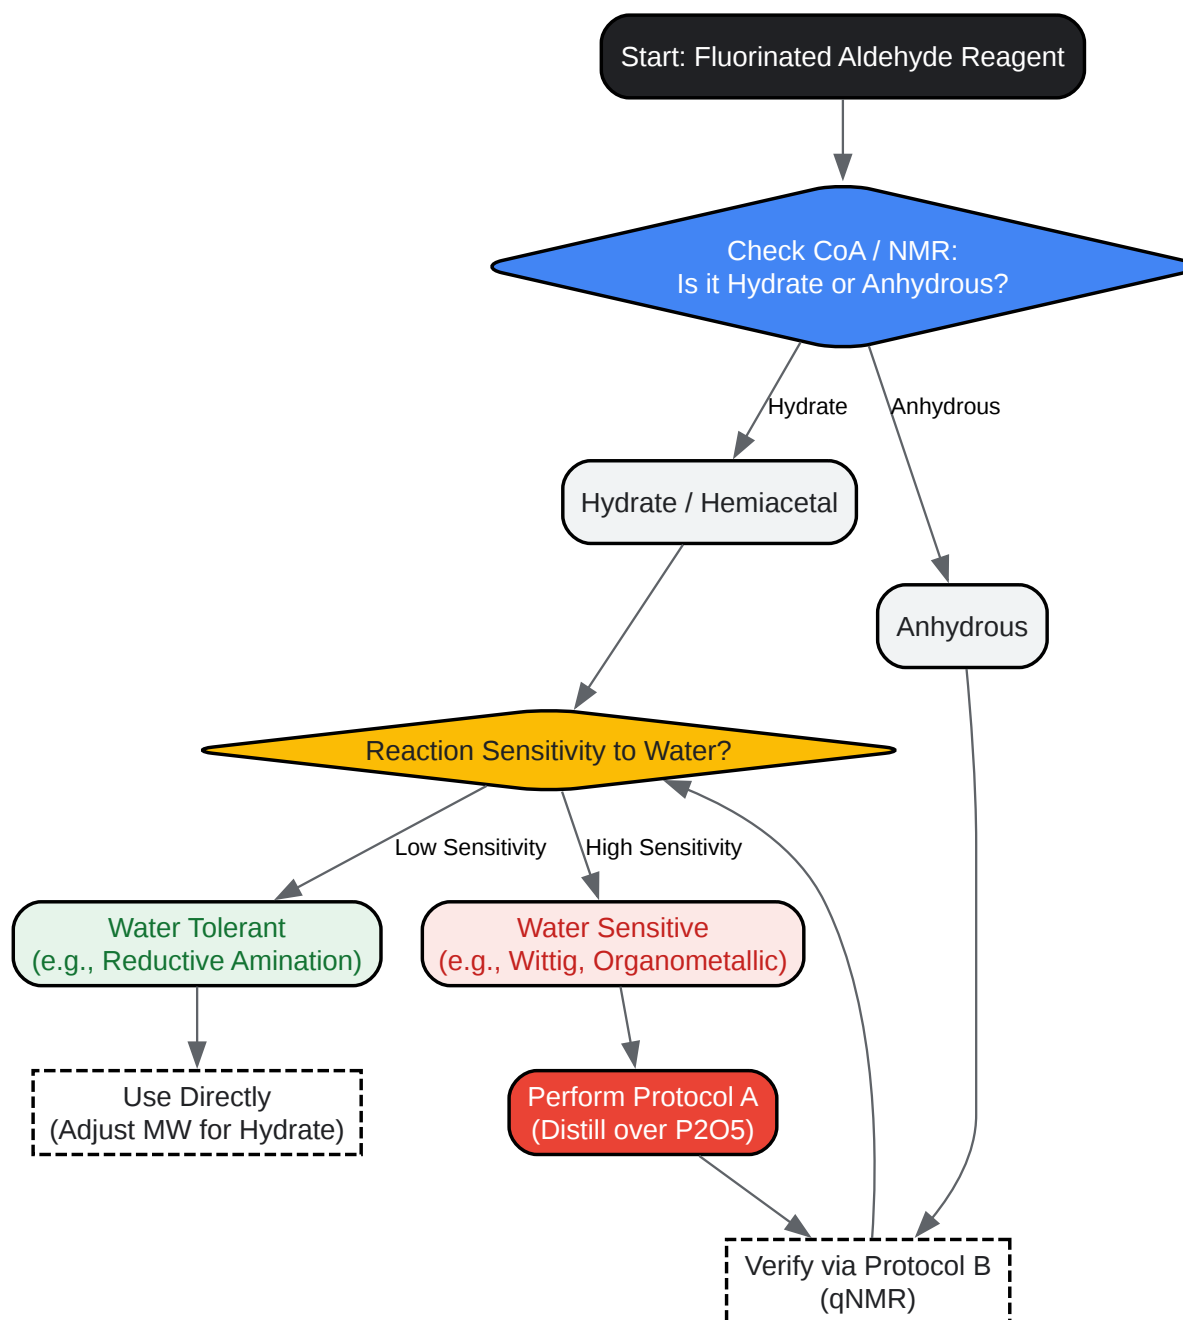 Start: Fluorinated Aldehyde Reagent
Check CoA / NMR:
Is it Hydrate or Anhydrous?
Hydrate
Anhydrous
Hydrate / Hemiacetal
Anhydrous
Reaction Sensitivity to Water?
Low Sensitivity
High Sensitivity
Water Tolerant
(e.g., Reductive Amination)
Water Sensitive
(e.g., Wittig, Organometallic)
Use Directly
(Adjust MW for Hydrate)
Perform Protocol A
(Distill over P2O5)
Verify via Protocol B
(qNMR)